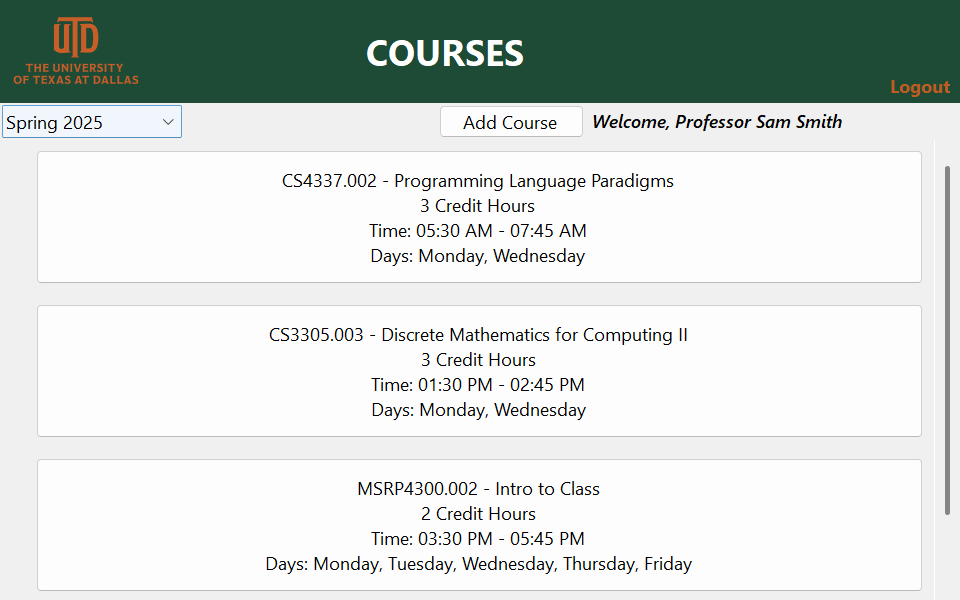 UTD
THE UNIVERSITY
OF TEXAS AT DALLAS
COURSES
Logout
Spring 2025
Add Course
Welcome, Professor Sam Smith
CS4337.002 - Programming Language Paradigms
3 Credit Hours
Time: 05:30 AM - 07:45 AM
Days: Monday, Wednesday
CS3305.003 - Discrete Mathematics for Computing II
3 Credit Hours
Time: 01:30 PM - 02:45 PM
Days: Monday, Wednesday
MSRP4300.002 - Intro to Class
2 Credit Hours
Time: 03:30 PM - 05:45 PM
Days: Monday, Tuesday, Wednesday, Thursday, Friday